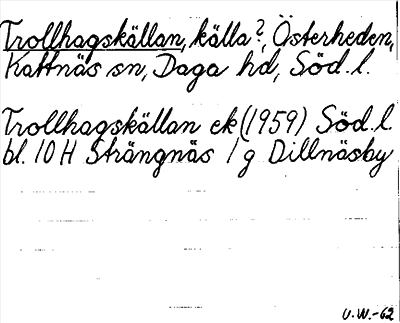 Trollhagskällan, källa?, Österheden,
Kattnäs sn, Daga hd, Söd. l.
Trollhagskällan ek (1959) Söd. l.
bl. 10 H Strängnäs 1 g Dillnäsby
U.W.-62